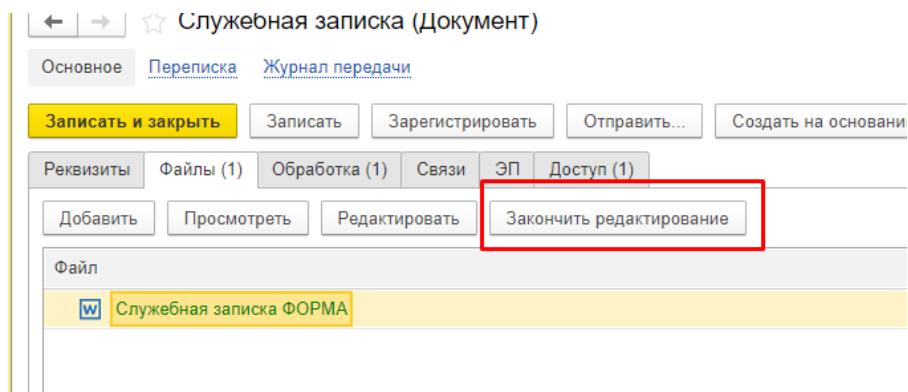 Служебная записка (Документ)
Основное Переписка Журнал передачи
Записать и закрыть Записать Зарегистрировать Отправить... Создать на основани
Реквизиты Файлы (1) Обработка (1) Связи ЭП Доступ (1)
Добавить Просмотреть Редактировать Закончить редактирование
Файл
W Служебная записка ФОРМА